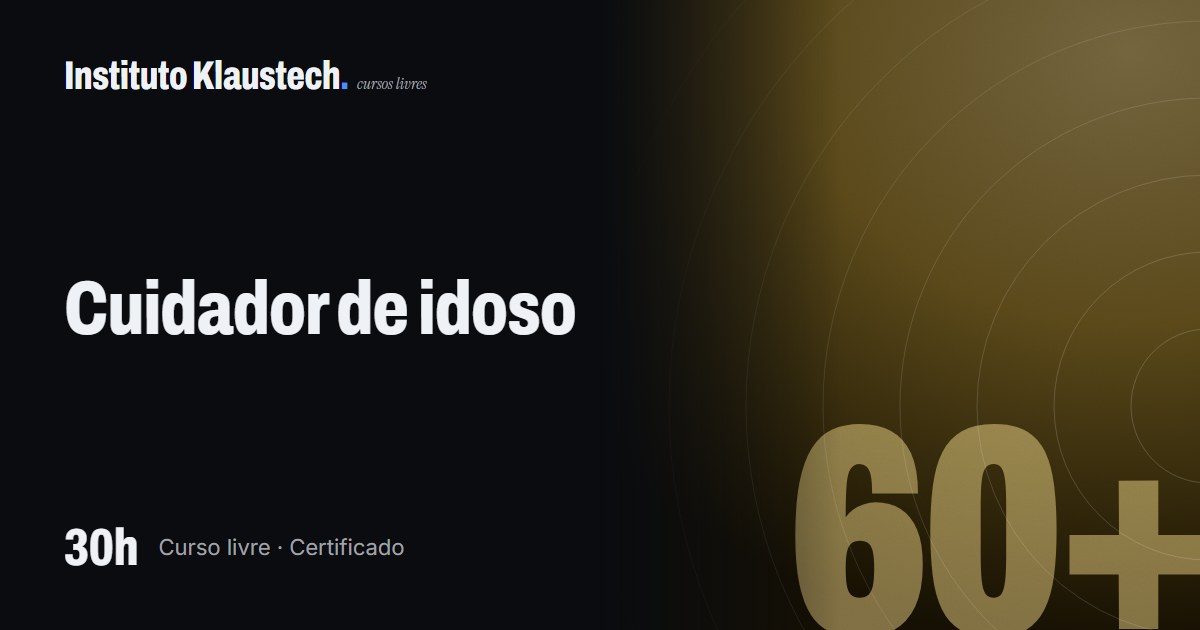 Instituto Klaustech. cursos livres
Cuidador de idoso
30h Curso livre · Certificado
60+